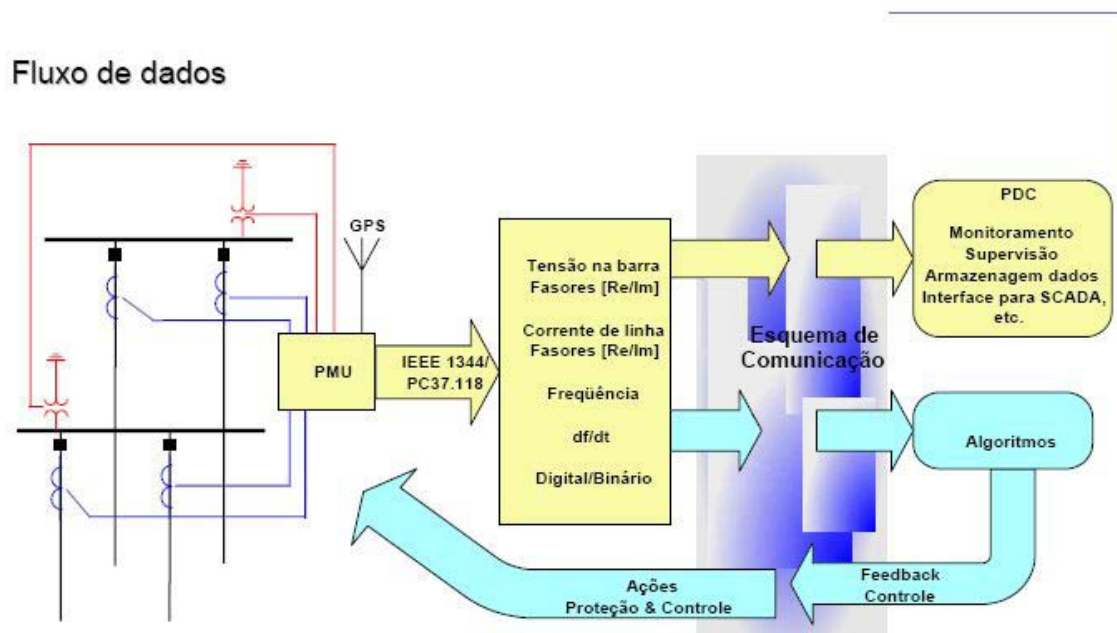 Fluxo de dados
GPS
PMU
IEEE 1344/
PC37.118
Tensão na barra
Fasores [Re/Im]
Corrente de linha
Fasores [Re/Im]
Freqüência
df/dt
Digital/Binário
Esquema de
Comunicação
PDC
Monitoramento
Supervisão
Armazenagem dados
Interface para SCADA,
etc.
Algoritmos
Feedback
Controle
Ações
Proteção & Controle